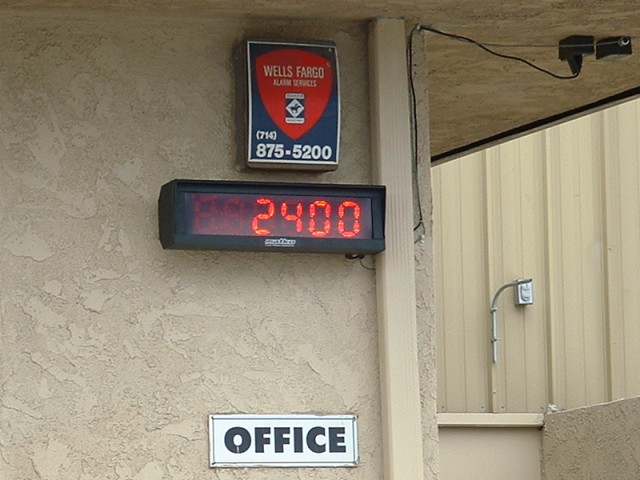 WELLS FARGO
ALARM SERVICES
(714)
875-5200
2400
OFFICE